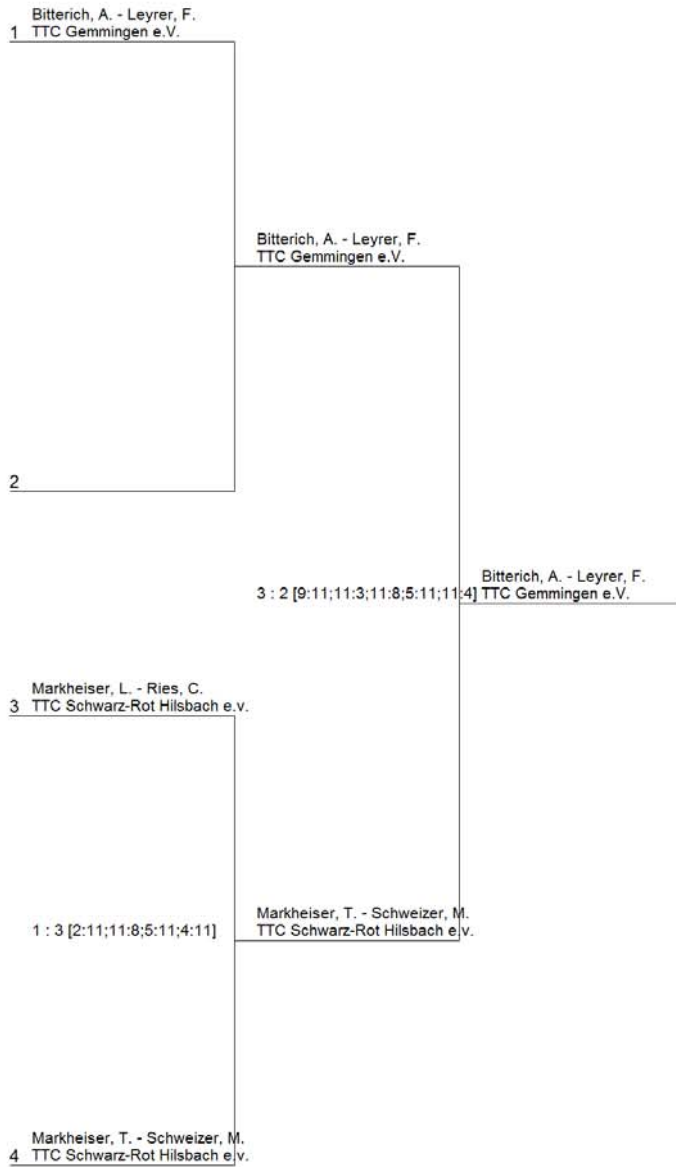 Bitterich, A. - Leyrer, F.
1 TTC Gemmingen e.V.
Bitterich, A. - Leyrer, F.
TTC Gemmingen e.V.
2
3 : 2 [9:11;11:3;11:8;5:11;11:4]
Bitterich, A. - Leyrer, F.
TTC Gemmingen e.V.
Markheiser, L. - Ries, C.
3 TTC Schwarz-Rot Hilsbach e.v.
1 : 3 [2:11;11:8;5:11;4:11]
Markheiser, T. - Schweizer, M.
TTC Schwarz-Rot Hilsbach e.v.
Markheiser, T. - Schweizer, M.
4 TTC Schwarz-Rot Hilsbach e.v.